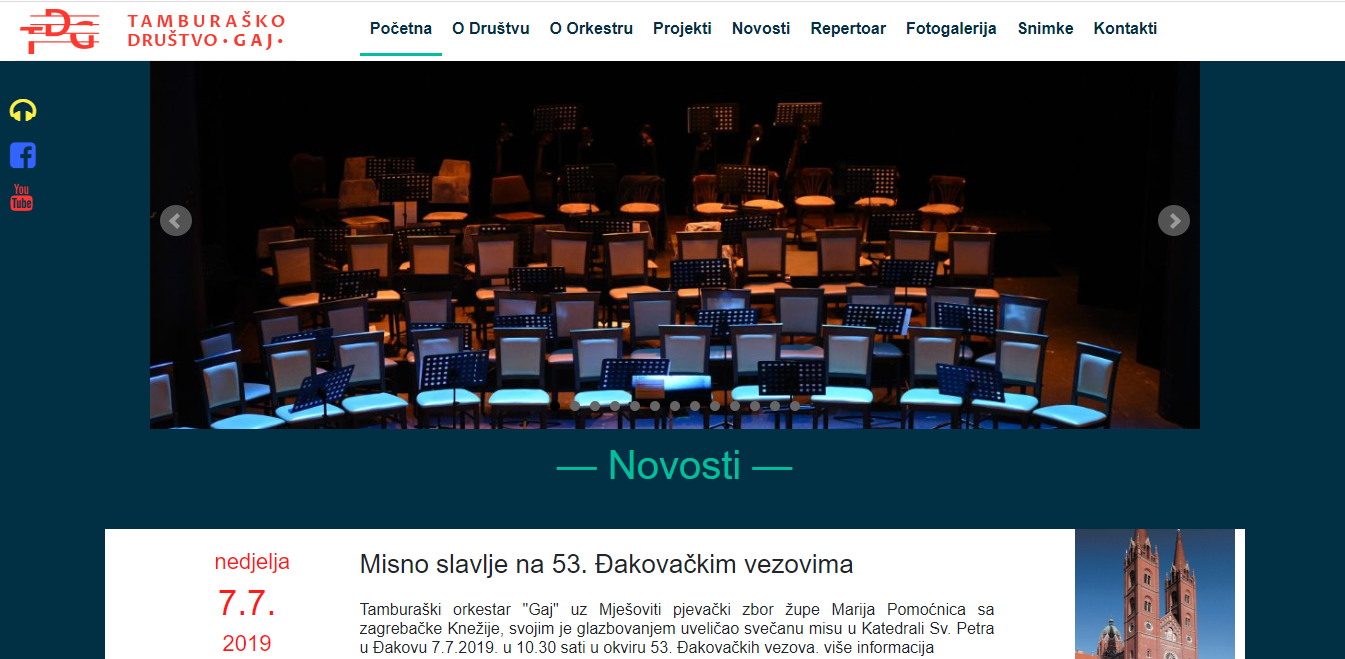 TDG
TAMBURAŠKO
DRUŠTVO·GAJ·
Početna O Društvu O Orkestru Projekti Novosti Repertoar Fotogalerija Snimke Kontakti
You
Tube
— Novosti —
nedjelja
7.7.
2019
Misno slavlje na 53. Đakovačkim vezovima
Tamburaški orkestar "Gaj" uz Mješoviti pjevački zbor župe Marija Pomoćnica sa
zagrebačke Knežije, svojim je glazbovanjem uveličao svečanu misu u Katedrali Sv. Petra
u Đakovu 7.7.2019. u 10.30 sati u okviru 53. Đakovačkih vezova. više informacija